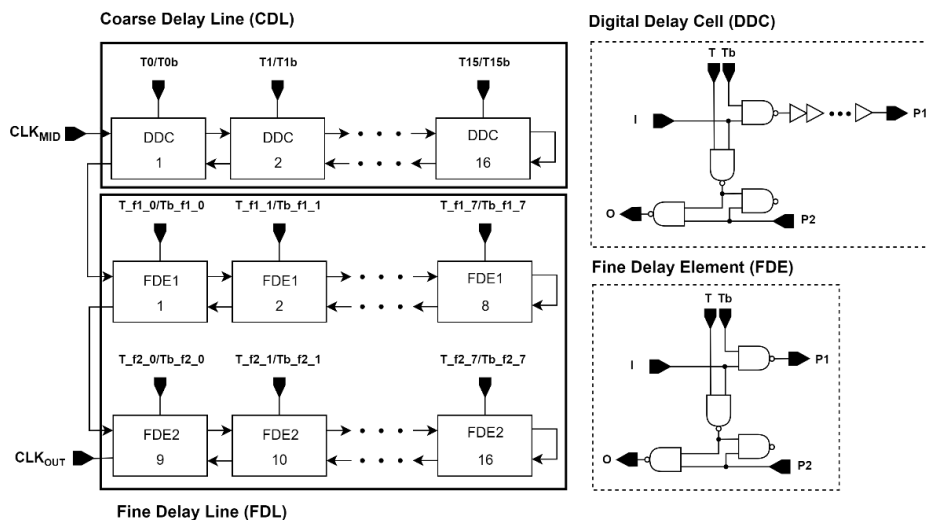 Coarse Delay Line (CDL)
T0/T0b
T1/T1b
T15/T15b
CLKMID
DDC
1
DDC
2
DDC
16
T_f1_0/Tb_f1_0
T_f1_1/Tb_f1_1
T_f1_7/Tb_f1_7
FDE1
1
FDE1
2
FDE1
8
T_f2_0/Tb_f2_0
T_f2_1/Tb_f2_1
T_f2_7/Tb_f2_7
CLKOUT
FDE2
9
FDE2
10
FDE2
16
Fine Delay Line (FDL)
Digital Delay Cell (DDC)
T Tb
I
P1
O
P2
Fine Delay Element (FDE)
T Tb
I
P1
O
P2